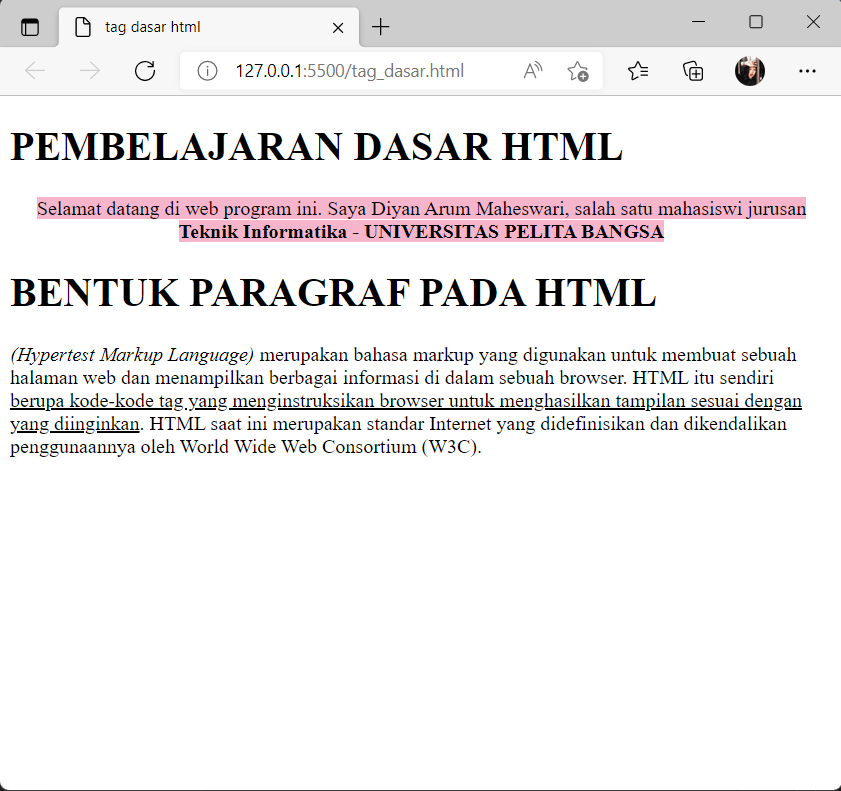 tag dasar html
127.0.0.1:5500/tag_dasar.html
PEMBELAJARAN DASAR HTML
Selamat datang di web program ini. Saya Diyan Arum Maheswari, salah satu mahasiswi jurusan
Teknik Informatika - UNIVERSITAS PELITA BANGSA
BENTUK PARAGRAF PADA HTML
(Hypertest Markup Language) merupakan bahasa markup yang digunakan untuk membuat sebuah
halaman web dan menampilkan berbagai informasi di dalam sebuah browser. HTML itu sendiri
berupa kode-kode tag yang menginstruksikan browser untuk menghasilkan tampilan sesuai dengan
yang diinginkan. HTML saat ini merupakan standar Internet yang didefinisikan dan dikendalikan
penggunaannya oleh World Wide Web Consortium (W3C).